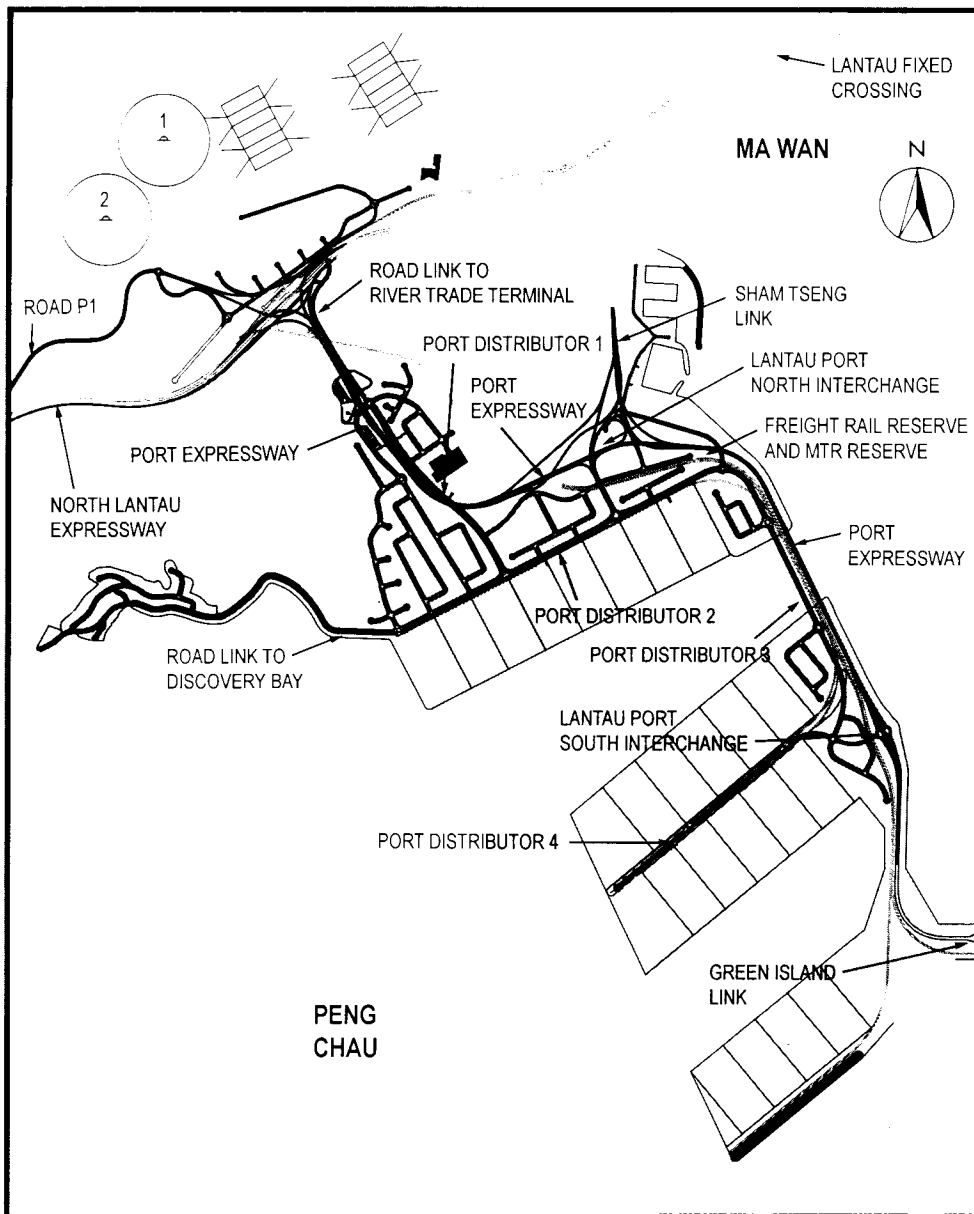 LANTAU FIXED
CROSSING
MA WAN
N
1
2
ROAD P1
ROAD LINK TO
RIVER TRADE TERMINAL
SHAM TSENG
LINK
PORT DISTRIBUTOR 1
LANTAU PORT
NORTH INTERCHANGE
PORT
EXPRESSWAY
FREIGHT RAIL RESERVE
AND MTR RESERVE
PORT EXPRESSWAY
NORTH LANTAU
EXPRESSWAY
PORT
EXPRESSWAY
PORT DISTRIBUTOR 2
ROAD LINK TO
DISCOVERY BAY
PORT DISTRIBUTOR 3
LANTAU PORT
SOUTH INTERCHANGE
PORT DISTRIBUTOR 4
GREEN ISLAND
LINK
PENG
CHAU